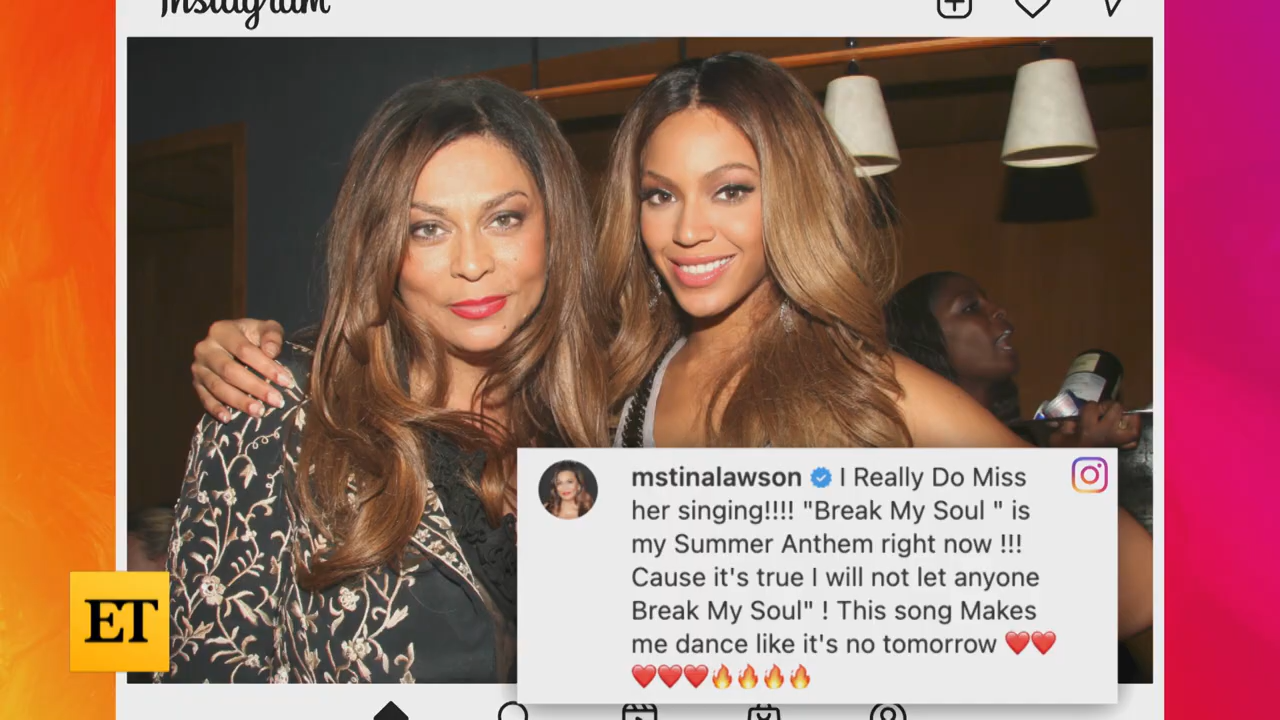 Instagram
mstinalawson I Really Do Miss
her singing!!!! "Break My Soul " is
my Summer Anthem right now !!!
Cause it's true I will not let anyone
Break My Soul" ! This song Makes
me dance like it's no tomorrow ❤️❤️
❤️❤️❤️🔥🔥🔥🔥
ET